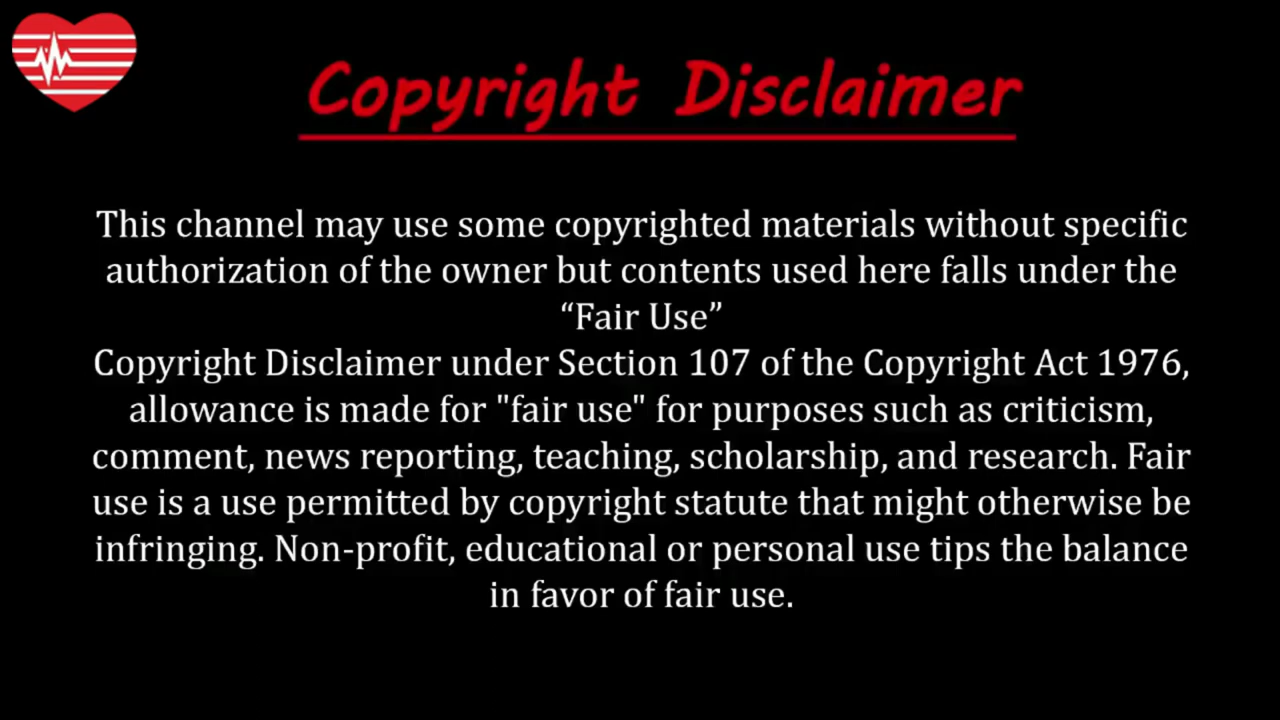 Copyright Disclaimer
This channel may use some copyrighted materials without specific
authorization of the owner but contents used here falls under the
“Fair Use”
Copyright Disclaimer under Section 107 of the Copyright Act 1976,
allowance is made for "fair use" for purposes such as criticism,
comment, news reporting, teaching, scholarship, and research. Fair
use is a use permitted by copyright statute that might otherwise be
infringing. Non-profit, educational or personal use tips the balance
in favor of fair use.